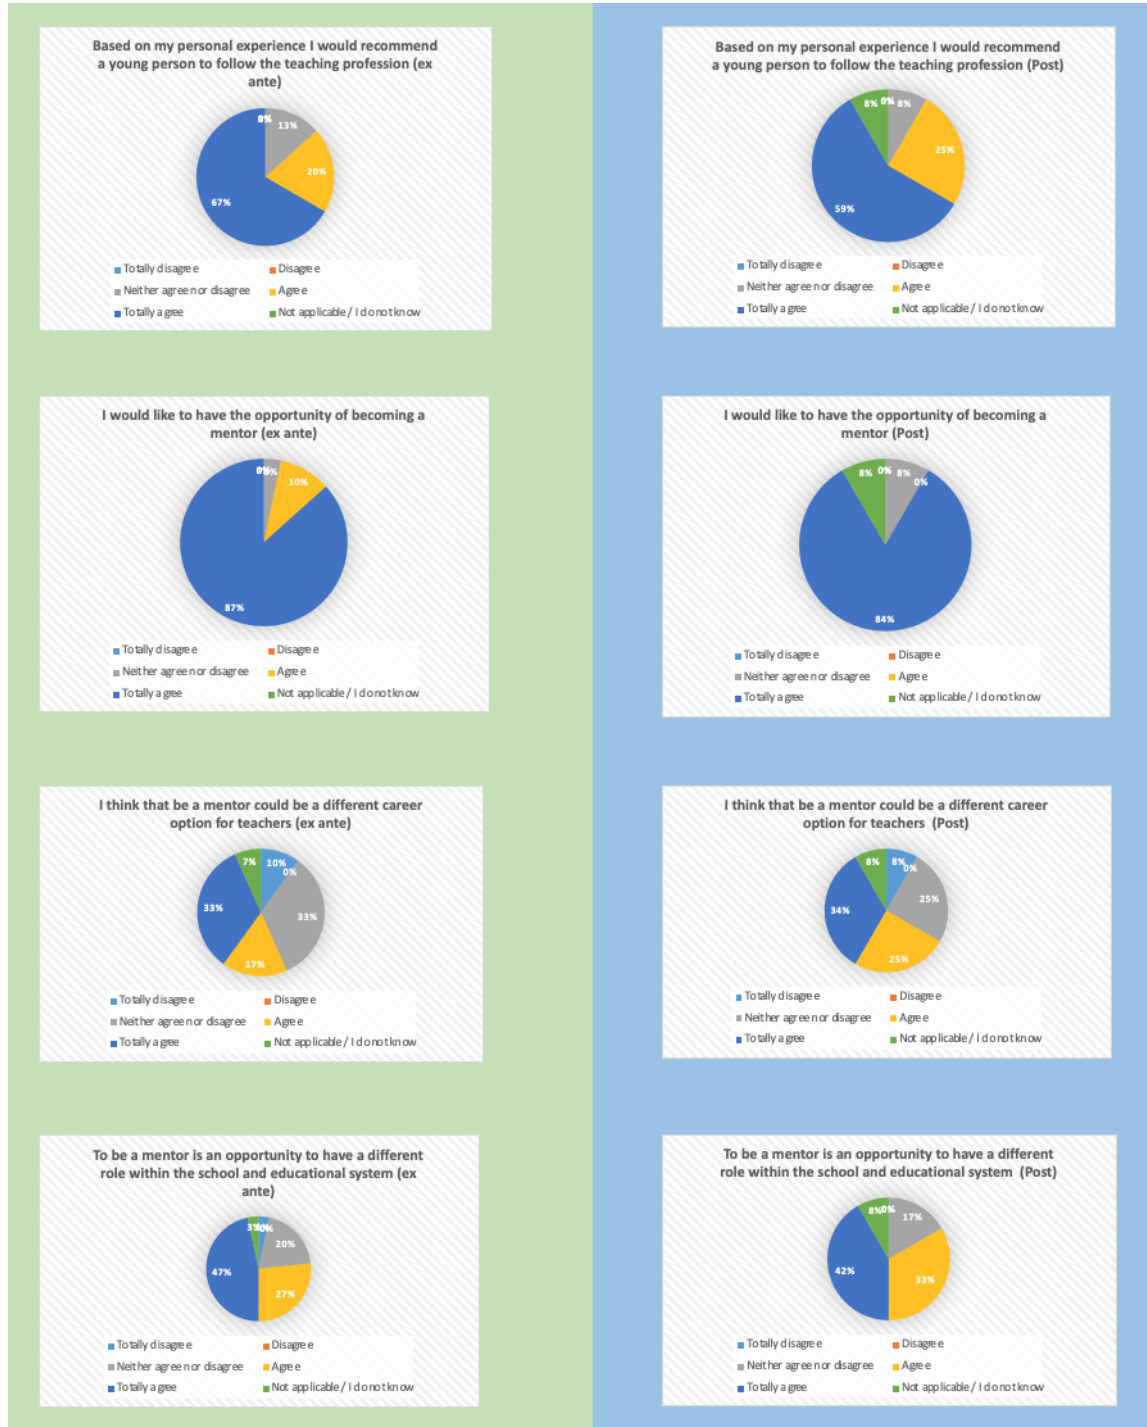 Based on my personal experience I would recommend
a young person to follow the teaching profession (ex
ante)
13%
20%
67%
Totally disagree
Disagree
Neither agree nor disagree
Agree
Totally agree
Not applicable / I do not know
Based on my personal experience I would recommend
a young person to follow the teaching profession (Post)
8%
0%
8%
25%
59%
Totally disagree
Disagree
Neither agree nor disagree
Agree
Totally agree
Not applicable / I do not know
I would like to have the opportunity of becoming a
mentor (ex ante)
10%
87%
Totally disagree
Disagree
Neither agree nor disagree
Agree
Totally agree
Not applicable / I do not know
I would like to have the opportunity of becoming a
mentor (Post)
8%
0%
8%
0%
84%
Totally disagree
Disagree
Neither agree nor disagree
Agree
Totally agree
Not applicable / I do not know
I think that be a mentor could be a different career
option for teachers (ex ante)
7%
10%
0%
33%
33%
17%
Totally disagree
Disagree
Neither agree nor disagree
Agree
Totally agree
Not applicable / I do not know
I think that be a mentor could be a different career
option for teachers (Post)
8%
8%
0%
25%
34%
25%
Totally disagree
Disagree
Neither agree nor disagree
Agree
Totally agree
Not applicable / I do not know
To be a mentor is an opportunity to have a different
role within the school and educational system (ex
ante)
20%
47%
27%
Totally disagree
Disagree
Neither agree nor disagree
Agree
Totally agree
Not applicable / I do not know
To be a mentor is an opportunity to have a different
role within the school and educational system (Post)
8%
0%
17%
42%
33%
Totally disagree
Disagree
Neither agree nor disagree
Agree
Totally agree
Not applicable / I do not know